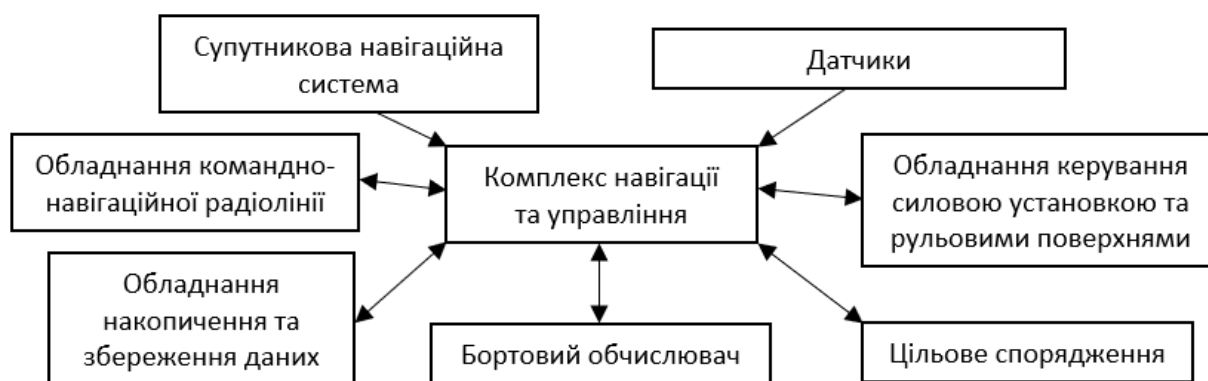 Супутникова навігаційна
система
Датчики
Обладнання командно-
навігаційної радіолінії
Комплекс навігації
та управління
Обладнання керування
силовою установкою та
рульовими поверхнями
Обладнання
накопичення та
збереження даних
Бортовий обчислювач
Цільове спорядження